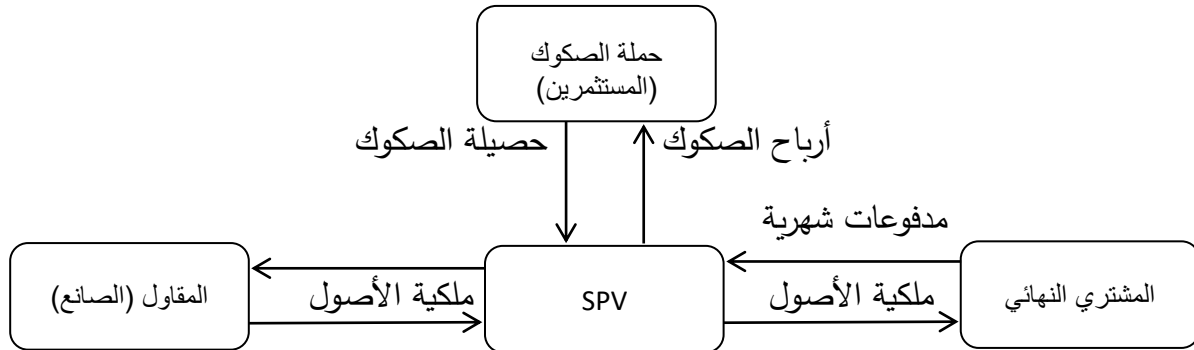 حملة الصكوك
(المستثمرين)
حصيلة الصكوك
أرباح الصكوك
مدفوعات شهرية
المشتري النهائي
ملكية الأصول
SPV
ملكية الأصول
المقاول (الصانع)